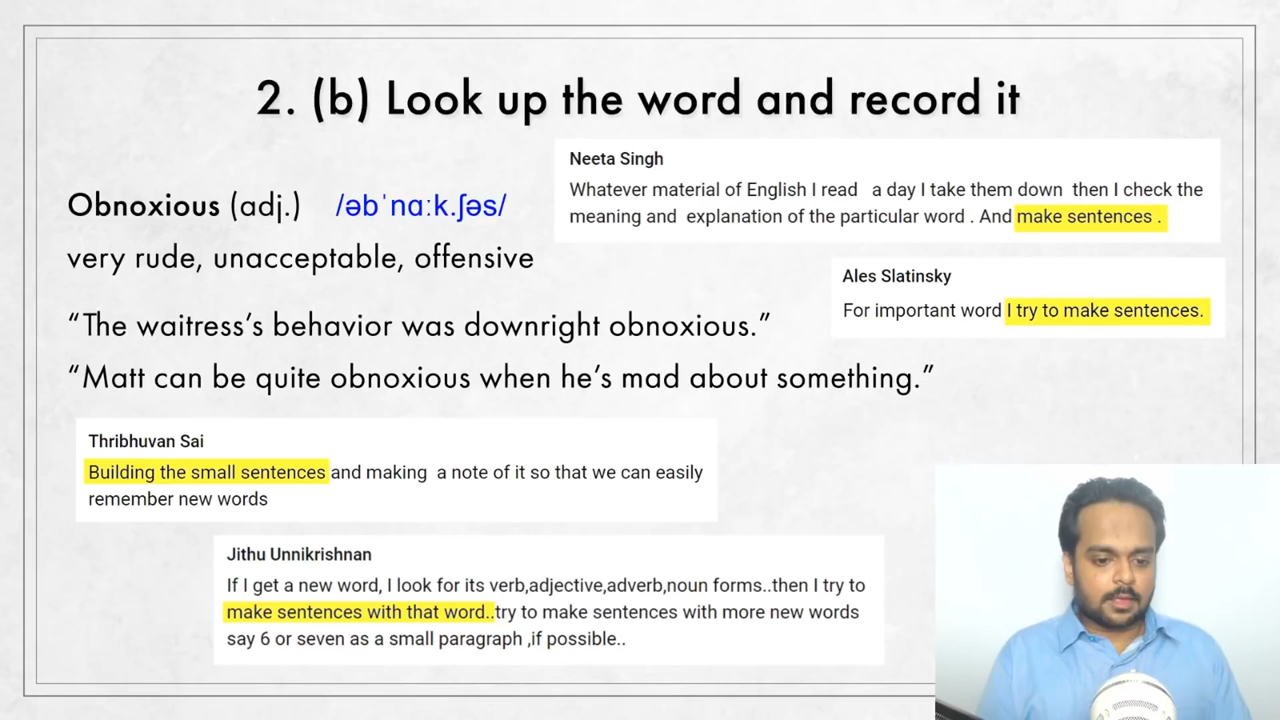 2. (b) Look up the word and record it
Obnoxious (adj.) /əbˈnɑːk.ʃəs/
very rude, unacceptable, offensive
“The waitress’s behavior was downright obnoxious.”
“Matt can be quite obnoxious when he’s mad about something.”
Neeta Singh
Whatever material of English I read a day I take them down then I check the
meaning and explanation of the particular word . And make sentences .
Ales Slatinsky
For important word I try to make sentences.
Thribhuvan Sai
Building the small sentences and making a note of it so that we can easily
remember new words
Jithu Unnikrishnan
If I get a new word, I look for its verb,adjective,adverb,noun forms..then I try to
make sentences with that word..try to make sentences with more new words
say 6 or seven as a small paragraph ,if possible..